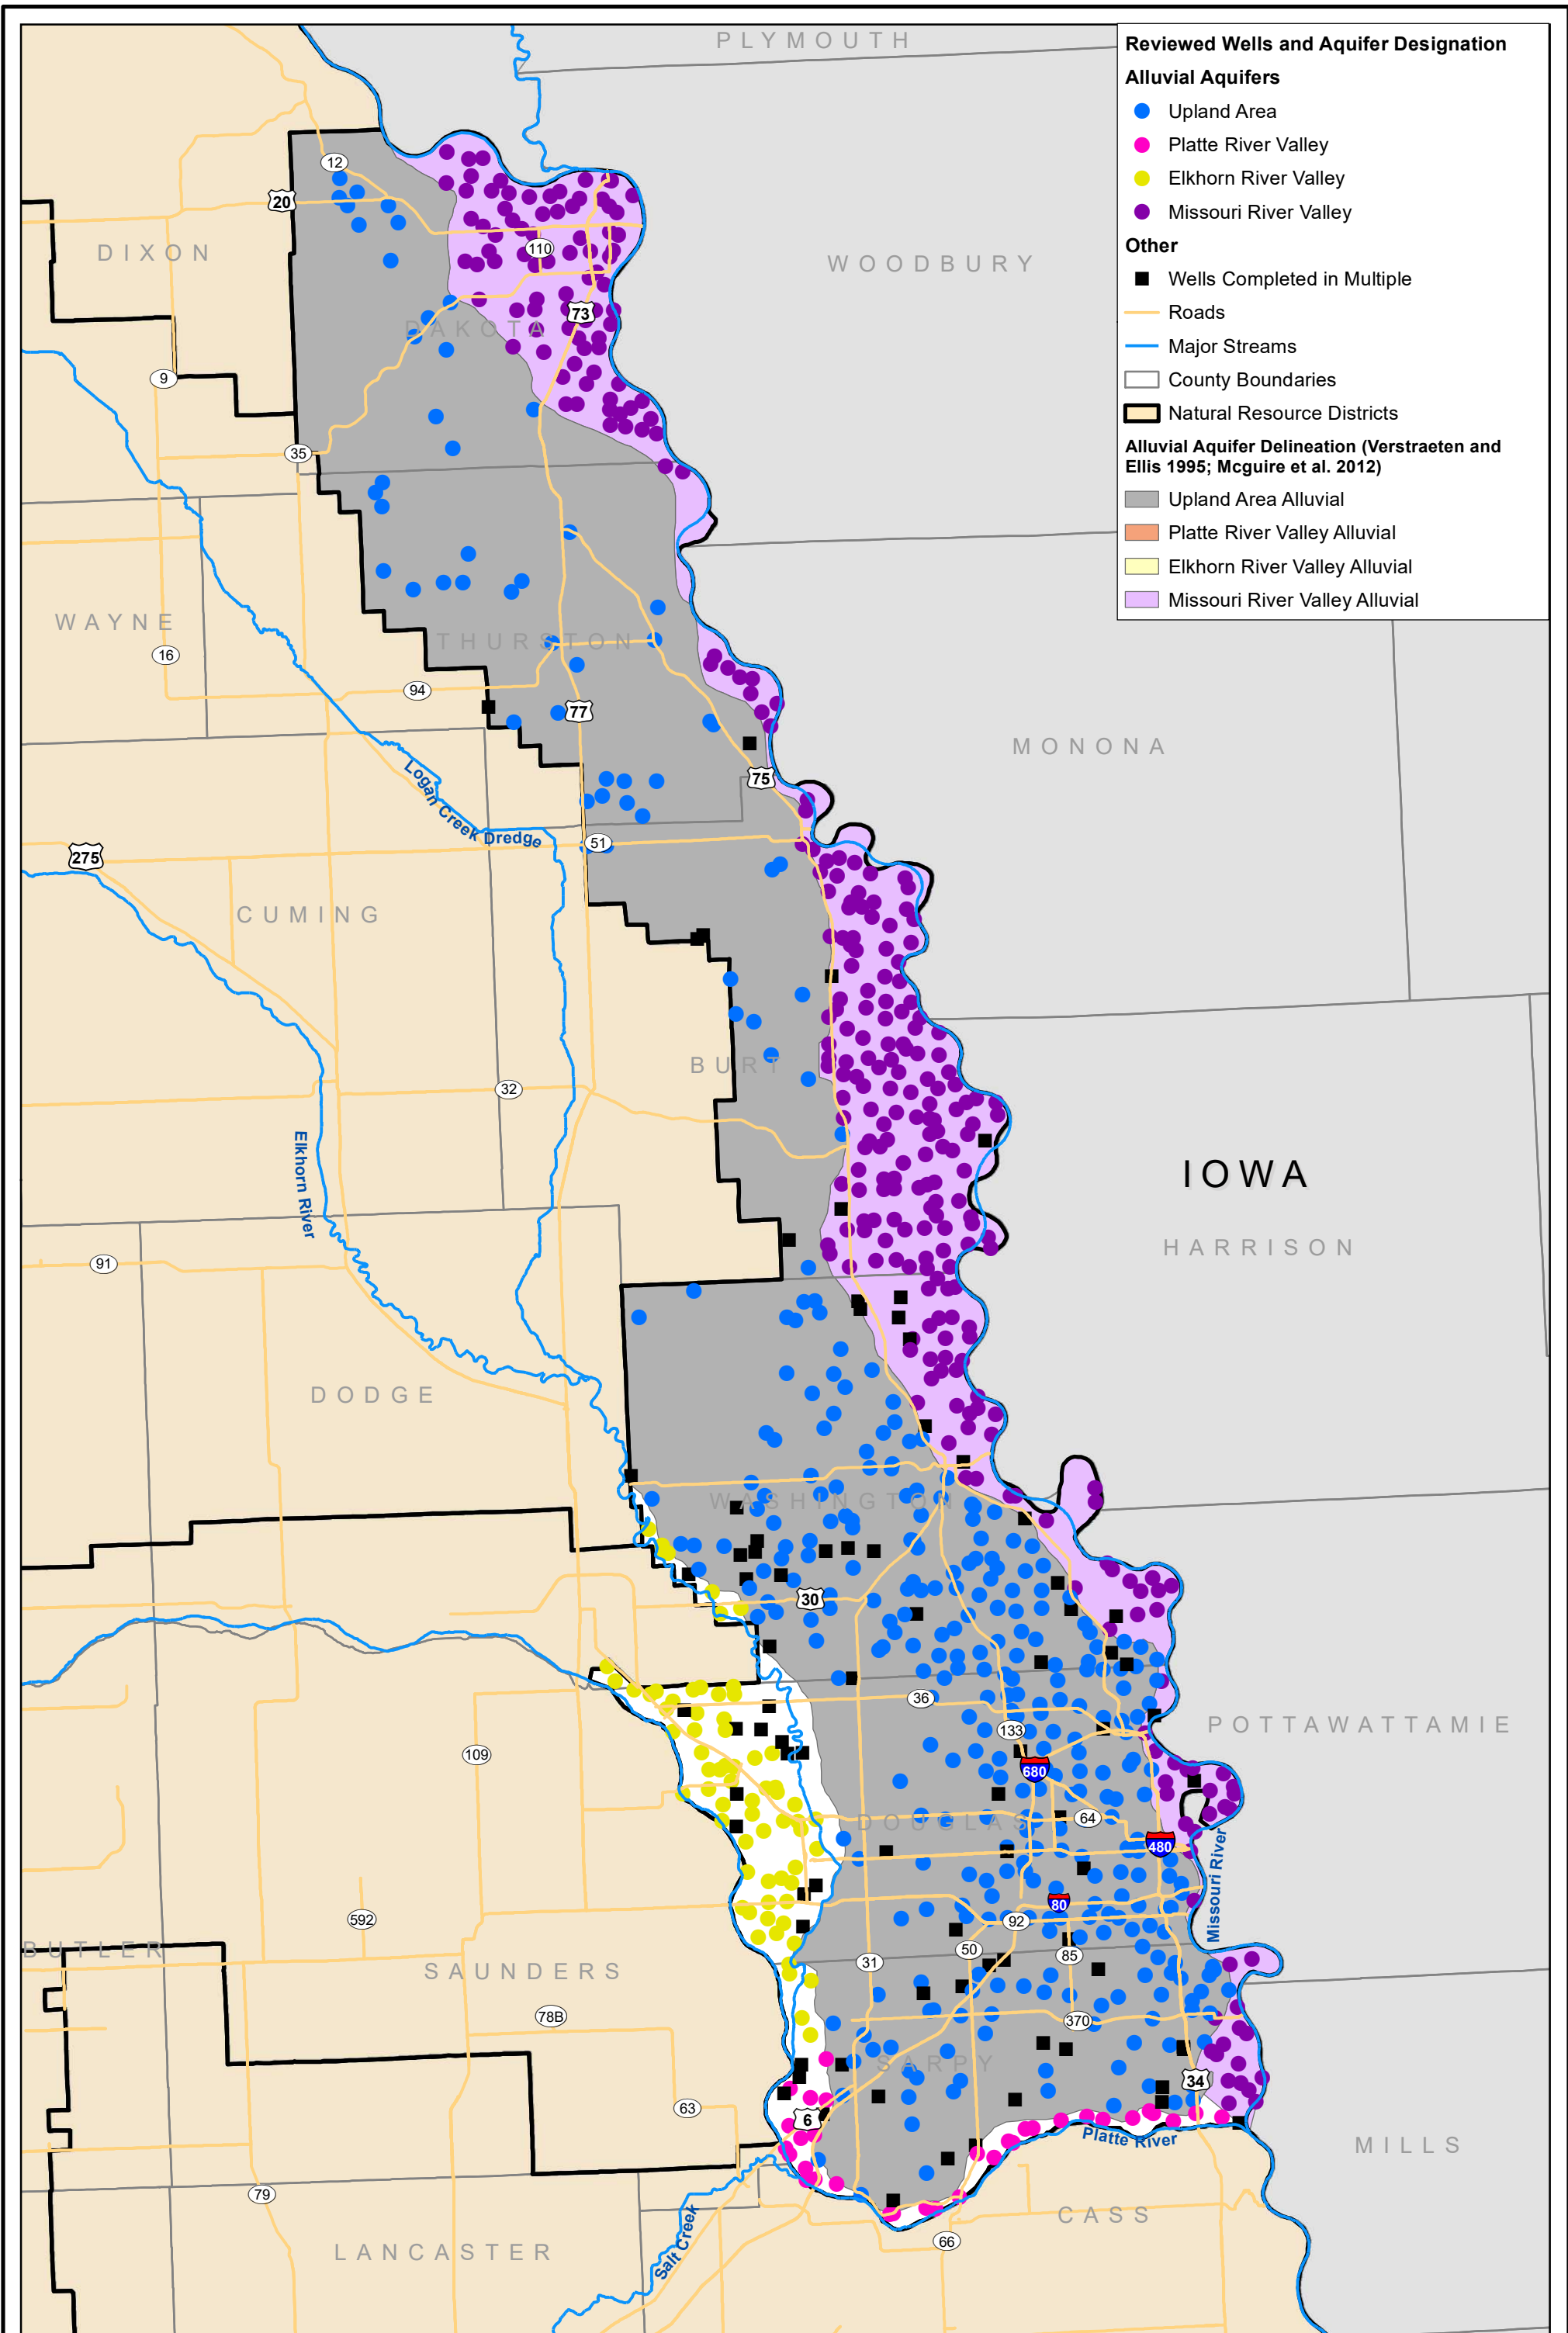 PLYMOUTH
Reviewed Wells and Aquifer Designation
Alluvial Aquifers
Upland Area
Platte River Valley
Elkhorn River Valley
Missouri River Valley
Other
Wells Completed in Multiple
Roads
Major Streams
County Boundaries
Natural Resource Districts
Alluvial Aquifer Delineation (Verstraeten and
Ellis 1995; Mcguire et al. 2012)
Upland Area Alluvial
Platte River Valley Alluvial
Elkhorn River Valley Alluvial
Missouri River Valley Alluvial
12
20
DIXON
110
WOODBURY
73
DAKOTA
9
35
WAYNE
THURSTON
16
94
77
MONONA
75
Logan Creek Dredge
51
275
CUMING
BURT
32
Elkhorn River
IOWA
HARRISON
91
DODGE
WASHINGTON
30
36
133
POTTAWATTAMIE
109
680
64
DOUGLAS
480
Missouri River
80
592
92
BUTLER
50
85
31
SAUNDERS
78B
370
SARPY
34
63
6
Platte River
MILLS
79
CASS
Salt Creek
66
LANCASTER